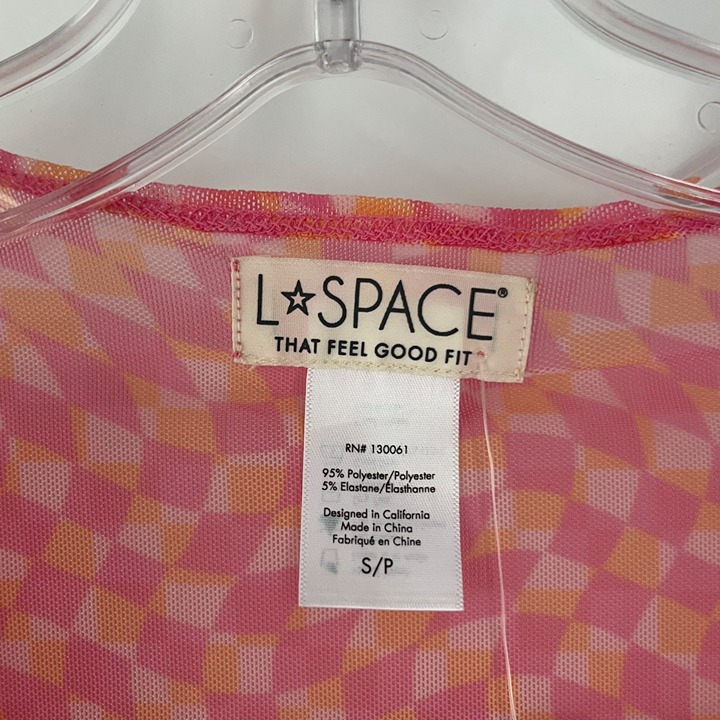 L☆SPACE®
THAT FEEL GOOD FIT
RN# 130061
95% Polyester/Polyester
5% Elastane/Élasthanne
Designed in California
Made in China
Fabriqué en Chine
S/P